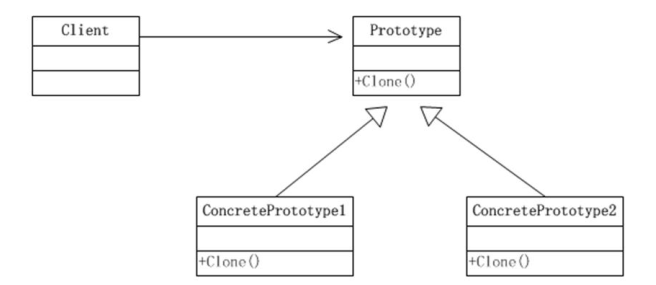 Client
Prototype
+Clone()
ConcretePrototype1
+Clone()
ConcretePrototype2
+Clone()